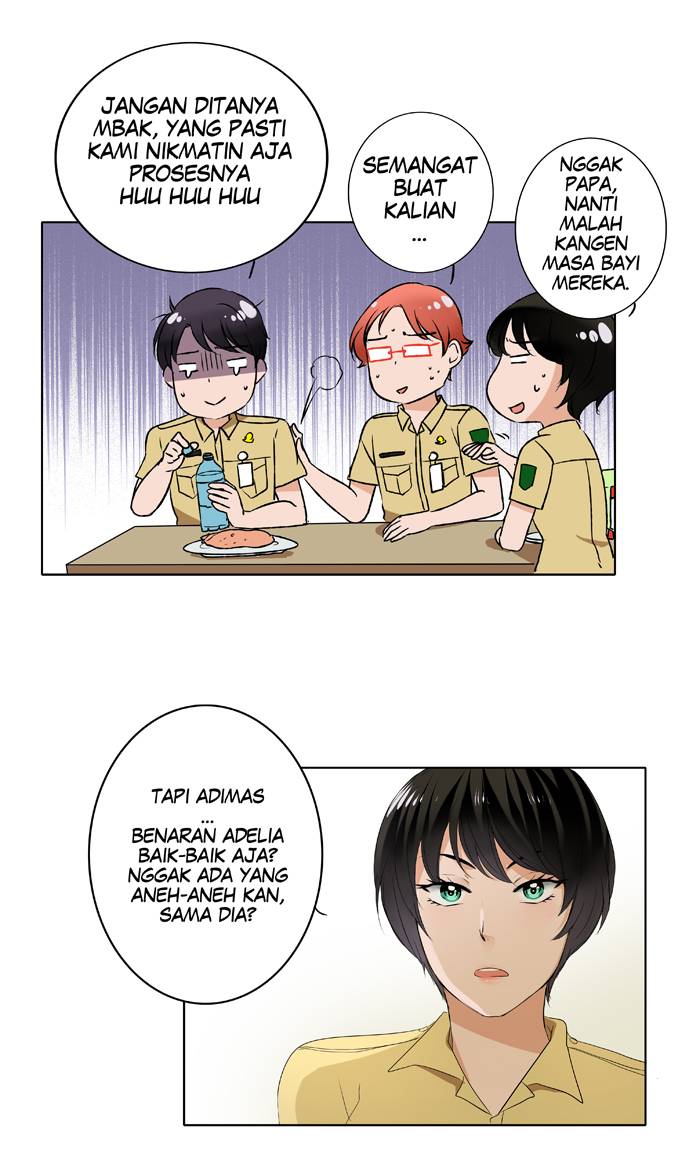 JANGAN DITANYA
MBAK, YANG PASTI
KAMI NIKMATIN AJA
PROSESNYA
HUU HUU HUU
SEMANGAT
BUAT
KALIAN
...
NGGAK
PAPA,
NANTI
MALAH
KANGEN
MASA BAYI
MEREKA.
TAPI ADIMAS
...
BENARAN ADELIA
BAIK-BAIK AJA?
NGGAK ADA YANG
ANEH-ANEH KAN,
SAMA DIA?